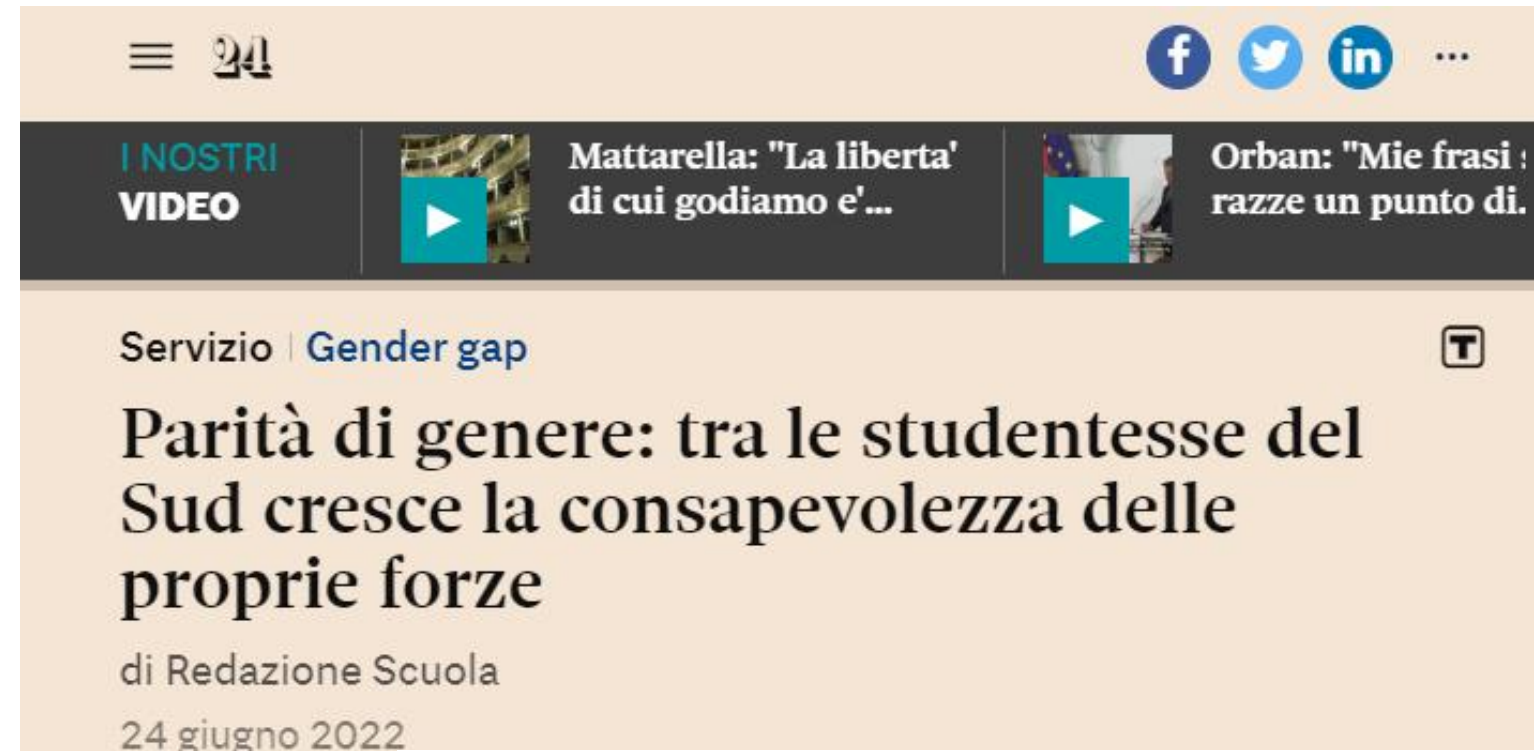 24
I NOSTRI
VIDEO
Mattarella: "La liberta'
di cui godiamo e'...
Orban: "Mie frasi
razze un punto di.
Servizio | Gender gap
T
Parità di genere: tra le studentesse del
Sud cresce la consapevolezza delle
proprie forze
di Redazione Scuola
24 giugno 2022